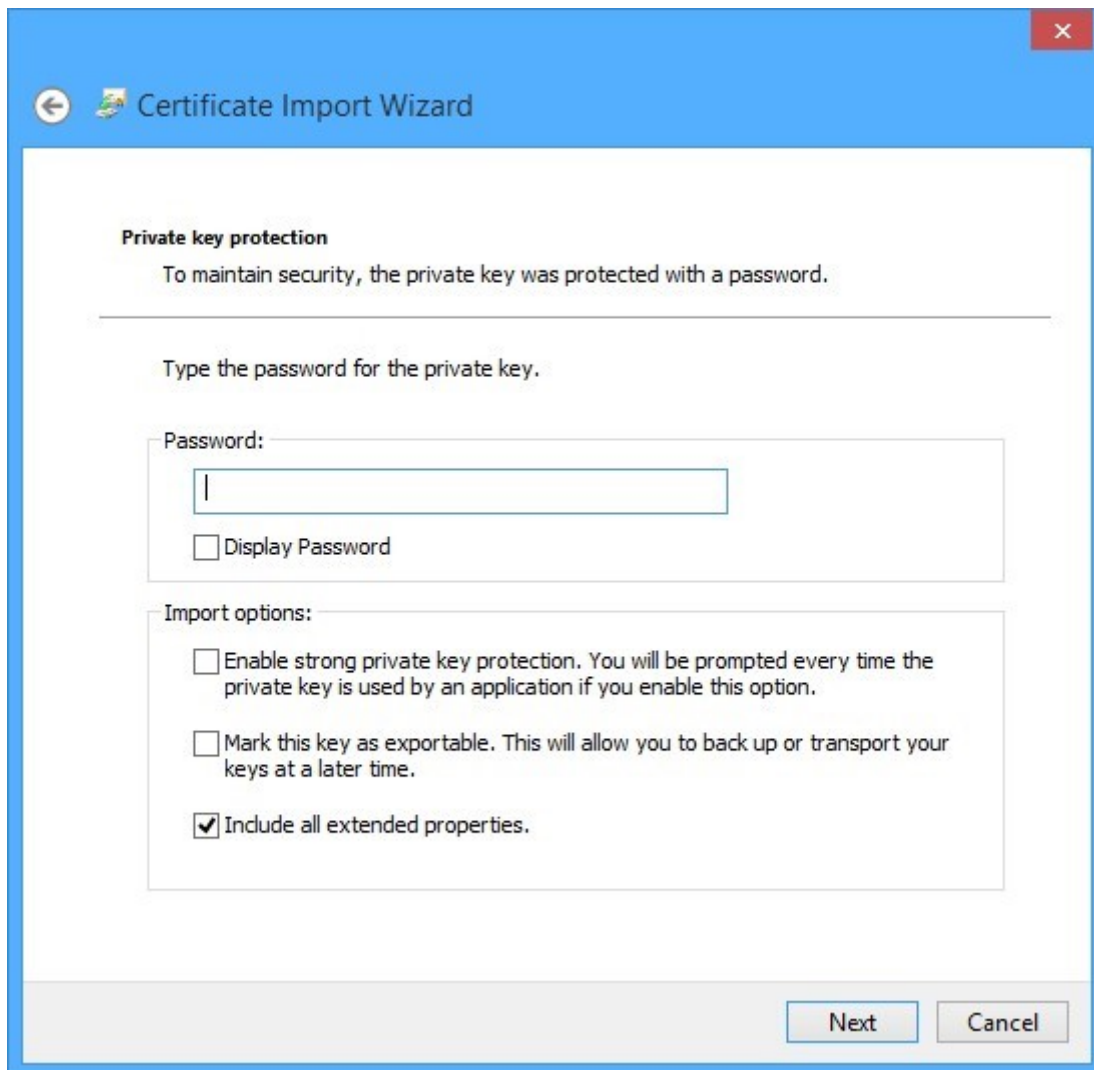 Certificate Import Wizard
Private key protection
To maintain security, the private key was protected with a password.
Type the password for the private key.
Password:
Display Password
Import options:
Enable strong private key protection. You will be prompted every time the
private key is used by an application if you enable this option.
Mark this key as exportable. This will allow you to back up or transport your
keys at a later time.
Include all extended properties.
Next
Cancel